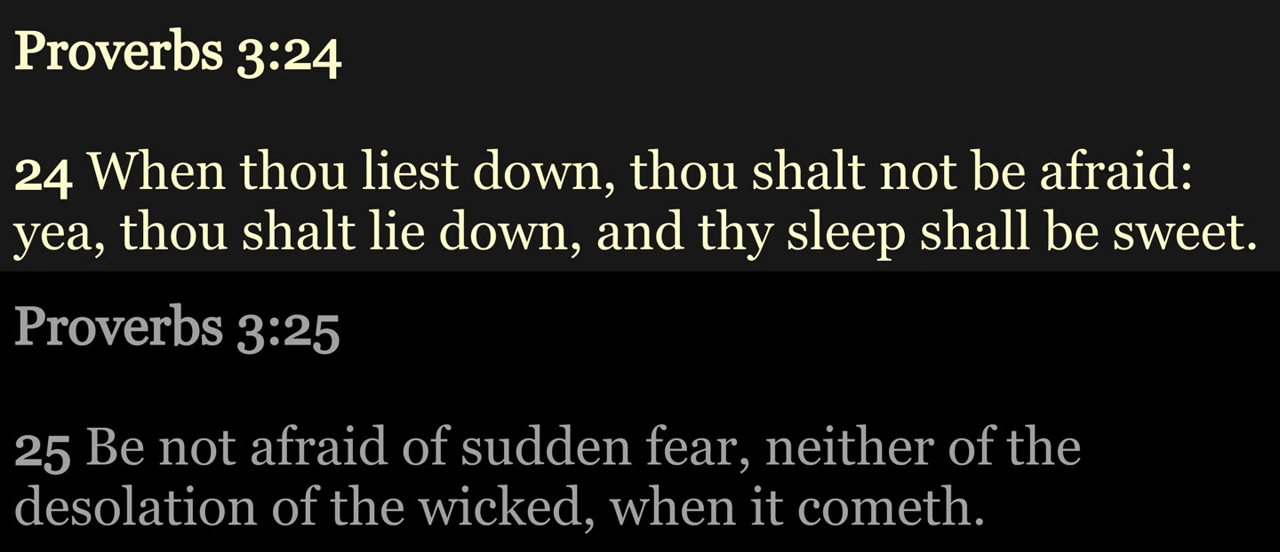 Proverbs 3:24
24 When thou liest down, thou shalt not be afraid:
yea, thou shalt lie down, and thy sleep shall be sweet.
Proverbs 3:25
25 Be not afraid of sudden fear, neither of the
desolation of the wicked, when it cometh.